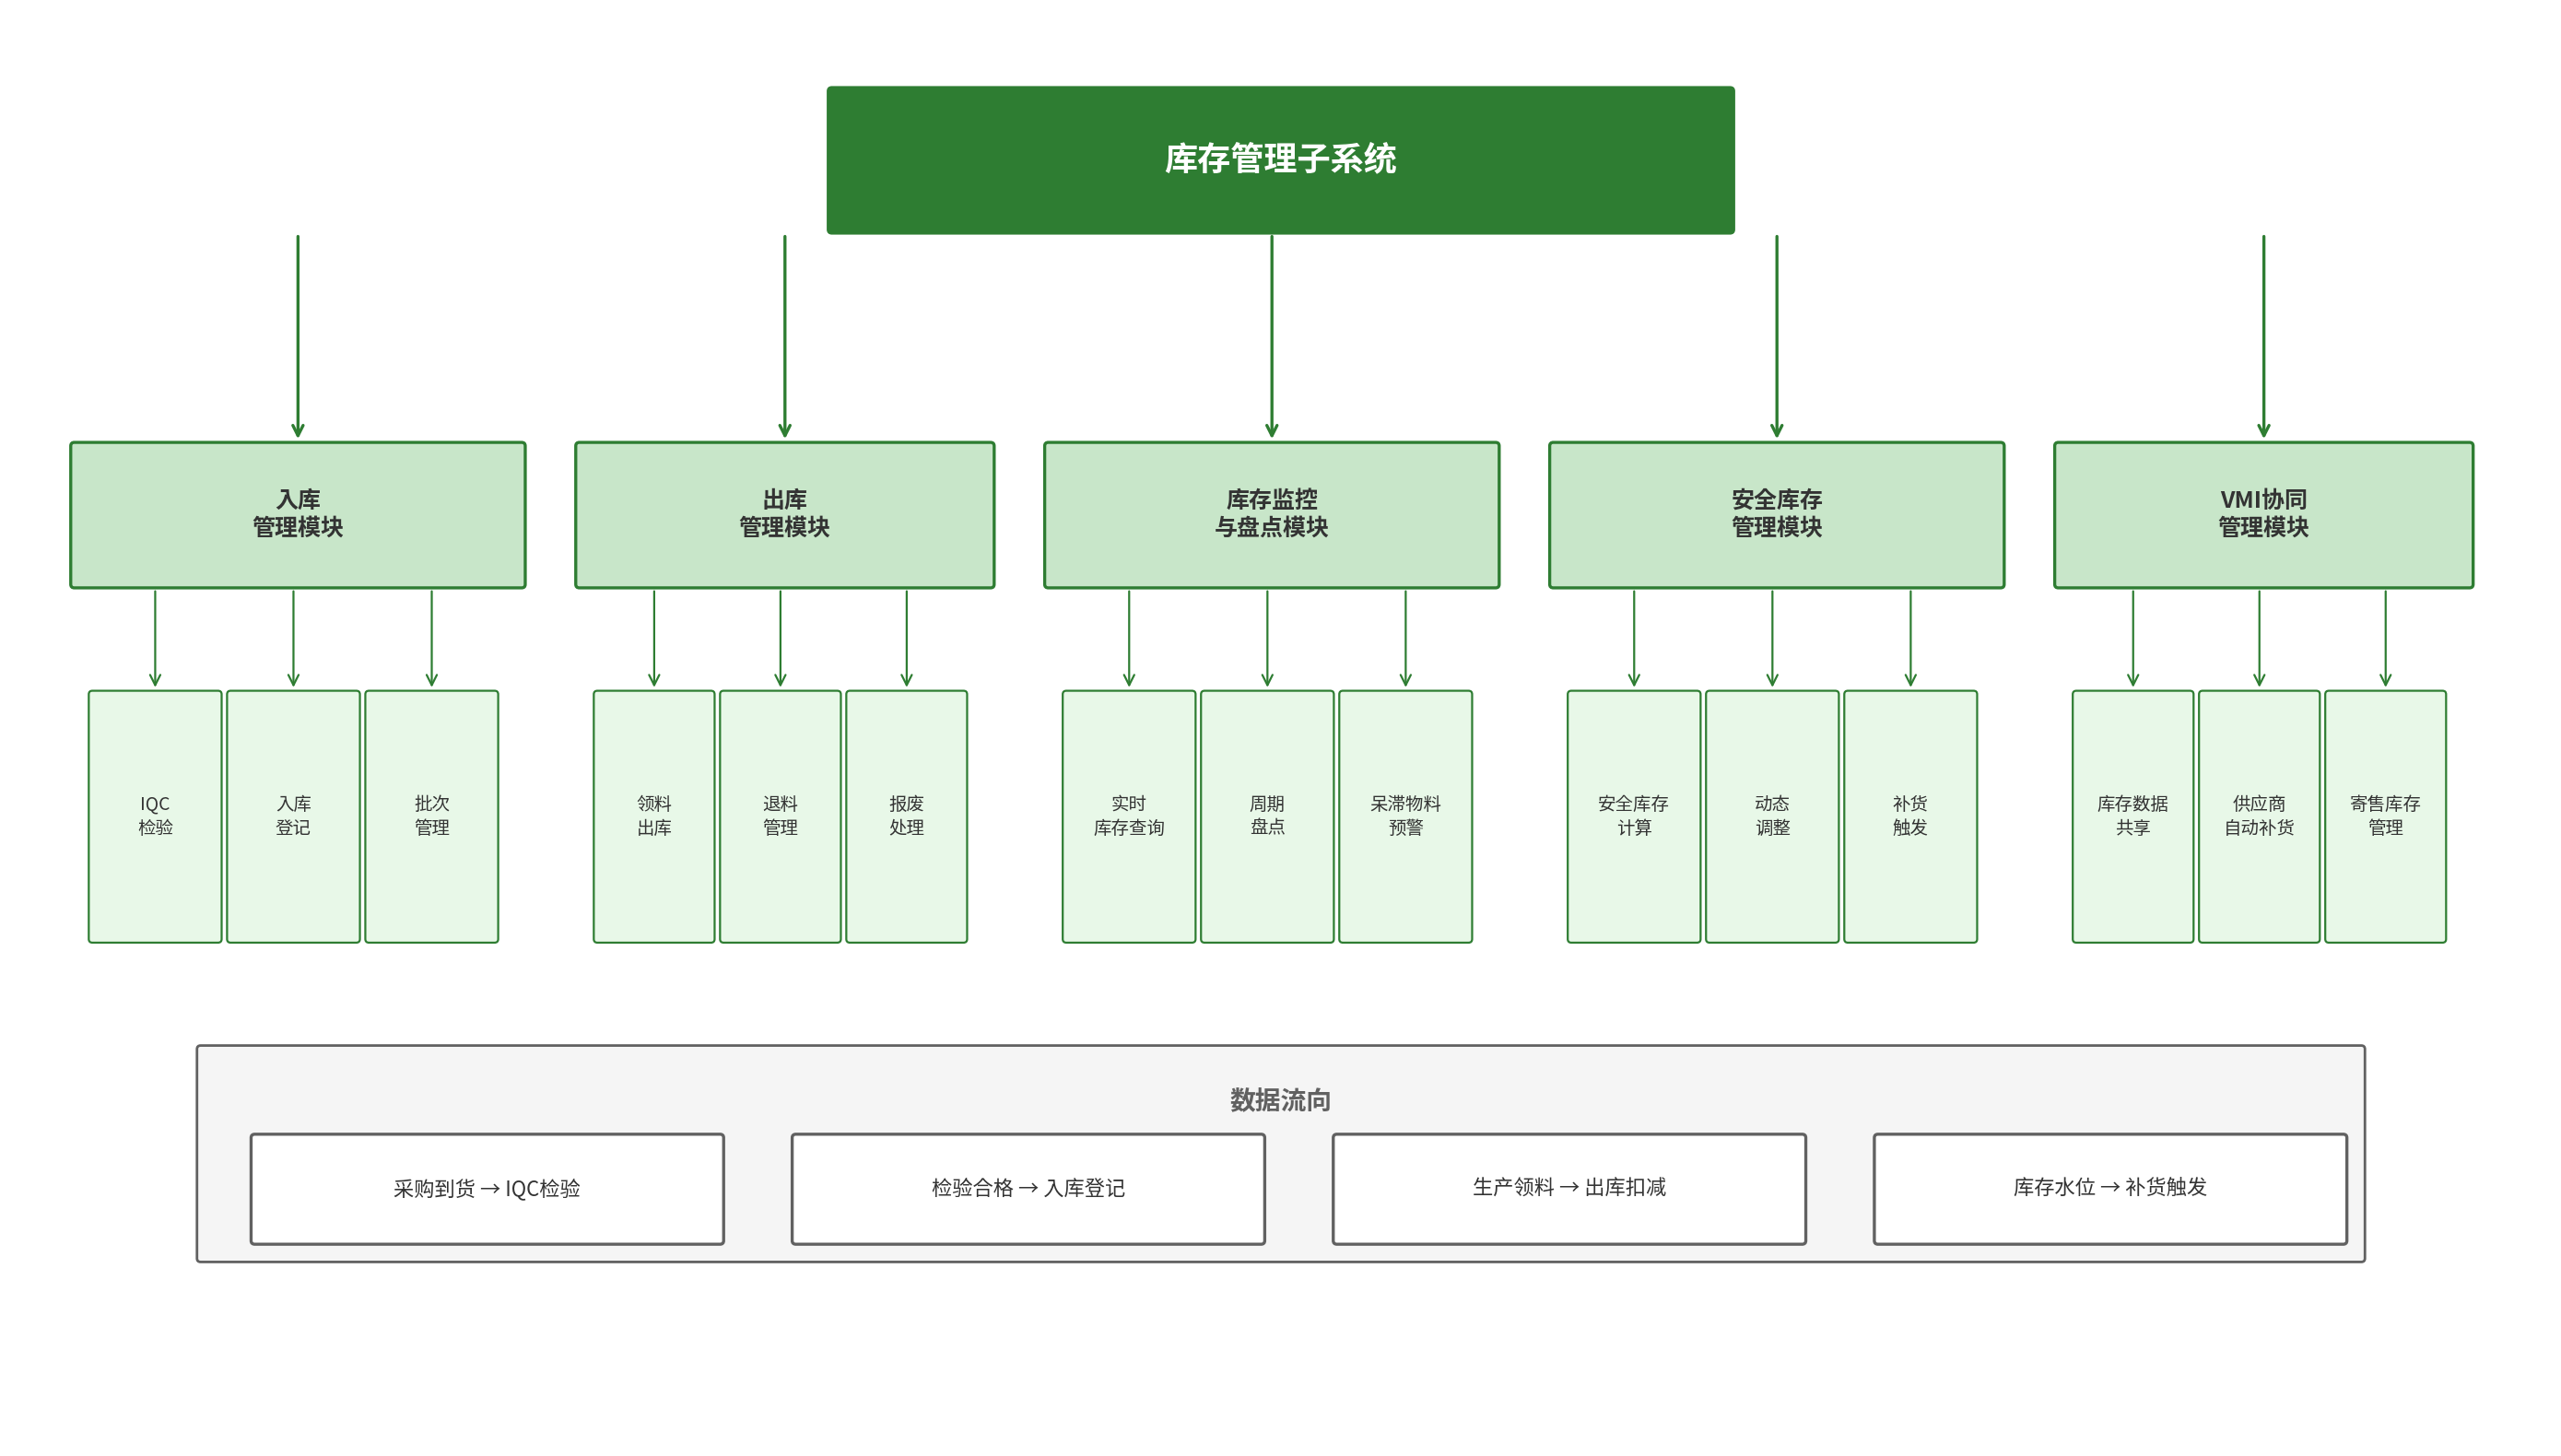 库存管理子系统
入库
管理模块
出库
管理模块
库存监控
与盘点模块
安全库存
管理模块
VMI协同
管理模块
IQC
检验
入库
登记
批次
管理
领料
出库
退料
管理
报废
处理
实时
库存查询
周期
盘点
呆滞物料
预警
安全库存
计算
动态
调整
补货
触发
库存数据
共享
供应商
自动补货
寄售库存
管理
数据流向
采购到货→IQC检验
检验合格→入库登记
生产领料→出库扣减
库存水位→补货触发